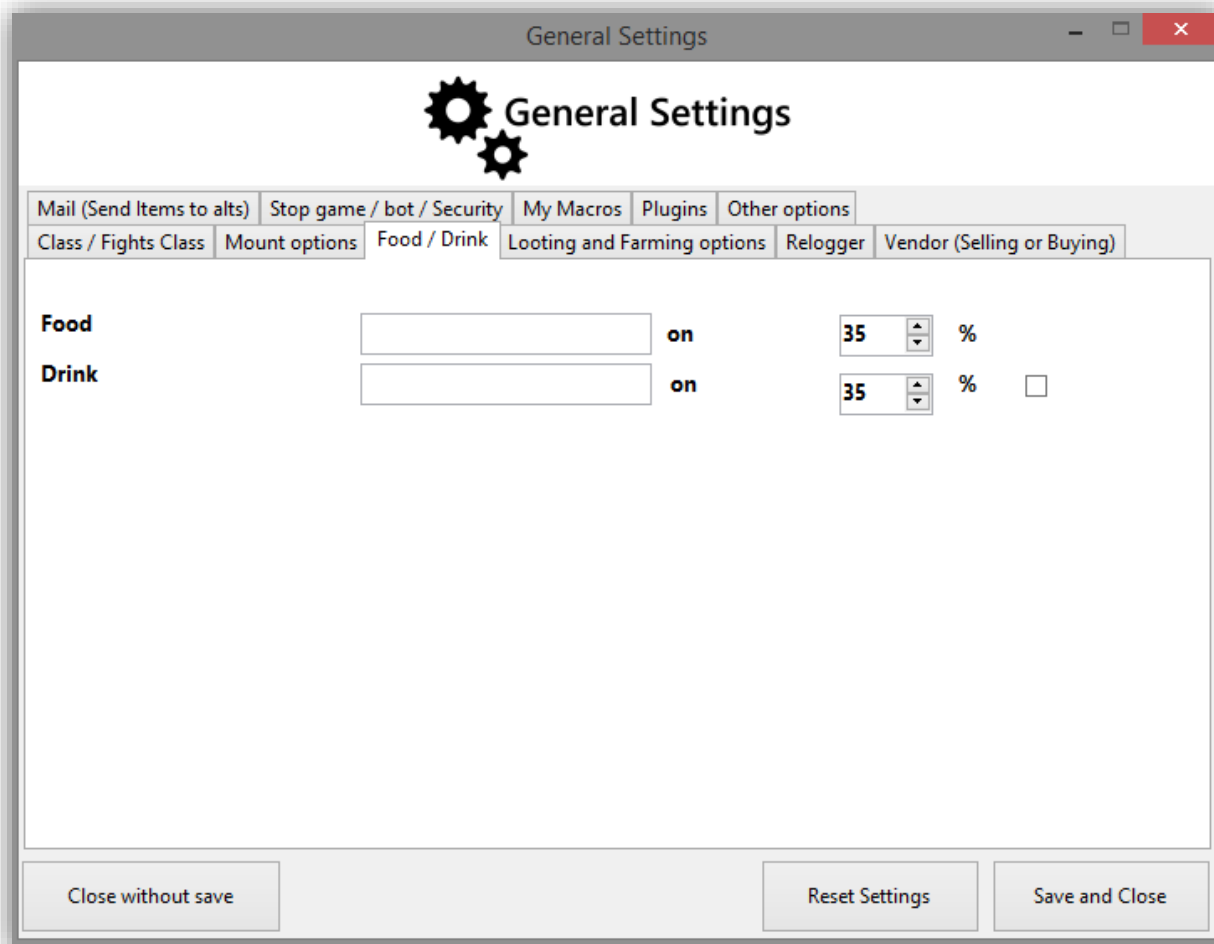 General Settings
General Settings
Mail (Send Items to alts) Stop game / bot / Security My Macros Plugins Other options
Class / Fights Class Mount options Food / Drink Looting and Farming options Relogger Vendor (Selling or Buying)
Food on 35 %
Drink on 35 %
Close without save Reset Settings Save and Close